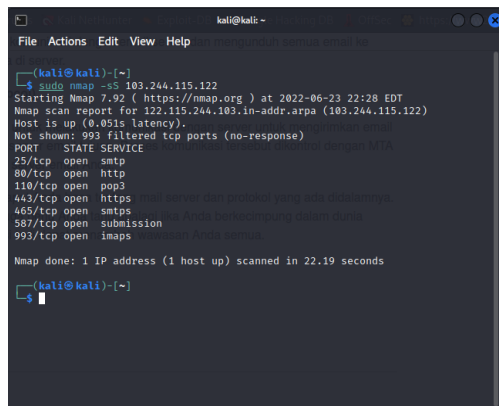 kali@kali: ~
File Actions Edit View Help
(kali㉿kali)-[~]
$ sudo nmap -sS 103.244.115.122
Starting Nmap 7.92 ( https://nmap.org ) at 2022-06-23 22:28 EDT
Nmap scan report for 122.115.244.103.in-addr.arpa (103.244.115.122)
Host is up (0.051s latency).
Not shown: 993 filtered tcp ports (no-response)
PORT STATE SERVICE
25/tcp open smtp
80/tcp open http
110/tcp open pop3
443/tcp open https
465/tcp open smtps
587/tcp open submission
993/tcp open imaps
Nmap done: 1 IP address (1 host up) scanned in 22.19 seconds
(kali㉿kali)-[~]
$